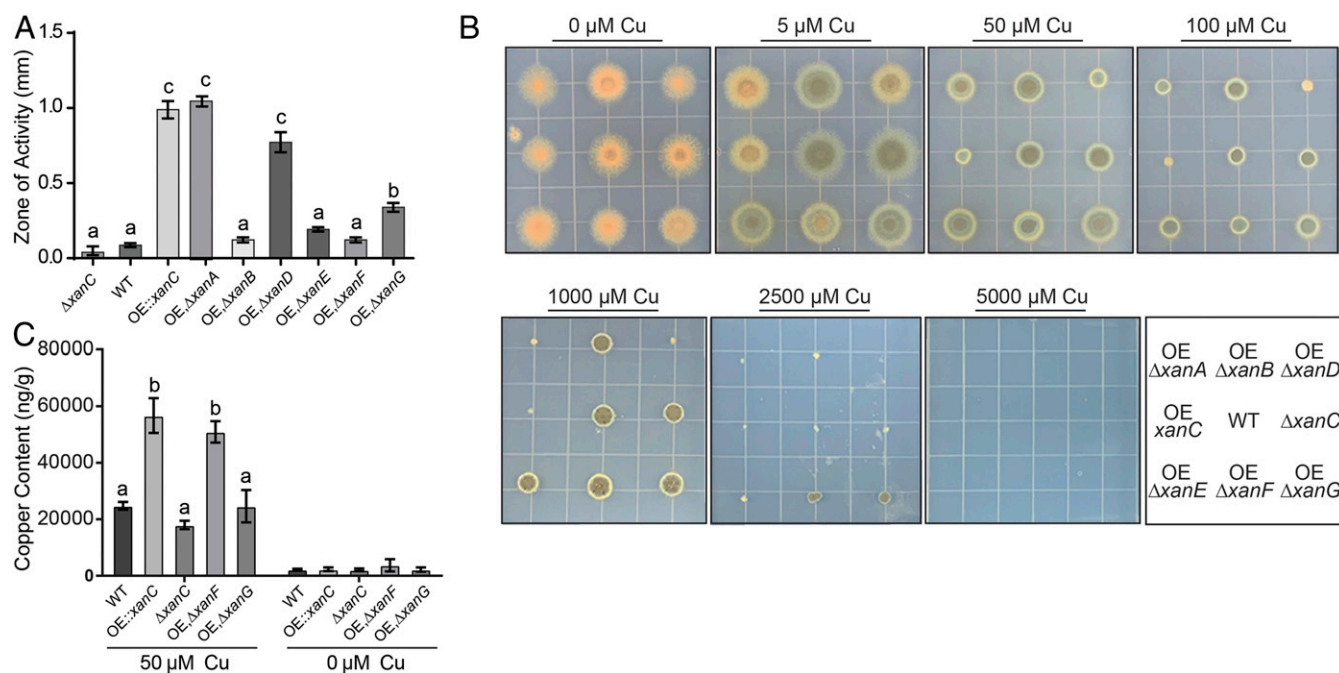 A
Zone of Activity (mm)
1.5
1.0
0.5
0.0
a
a
c
c
a
c
a
a
b
ΔxanC
WT
OE::xanC
OE,ΔxanA
OE,ΔxanB
OE,ΔxanD
OE,ΔxanE
OE,ΔxanF
OE,ΔxanG
B
0 µM Cu
5 µM Cu
50 µM Cu
100 µM Cu
1000 µM Cu
2500 µM Cu
5000 µM Cu
OE OE OE
ΔxanA ΔxanB ΔxanD
OE
xanC WT ΔxanC
OE OE OE
ΔxanE ΔxanF ΔxanG
C
Copper Content (ng/g)
80000
60000
40000
20000
0
a
b
a
b
a
WT
OE::xanC
ΔxanC
OE,ΔxanF
OE,ΔxanG
WT
OE::xanC
ΔxanC
OE,ΔxanF
OE,ΔxanG
50 µM Cu
0 µM Cu